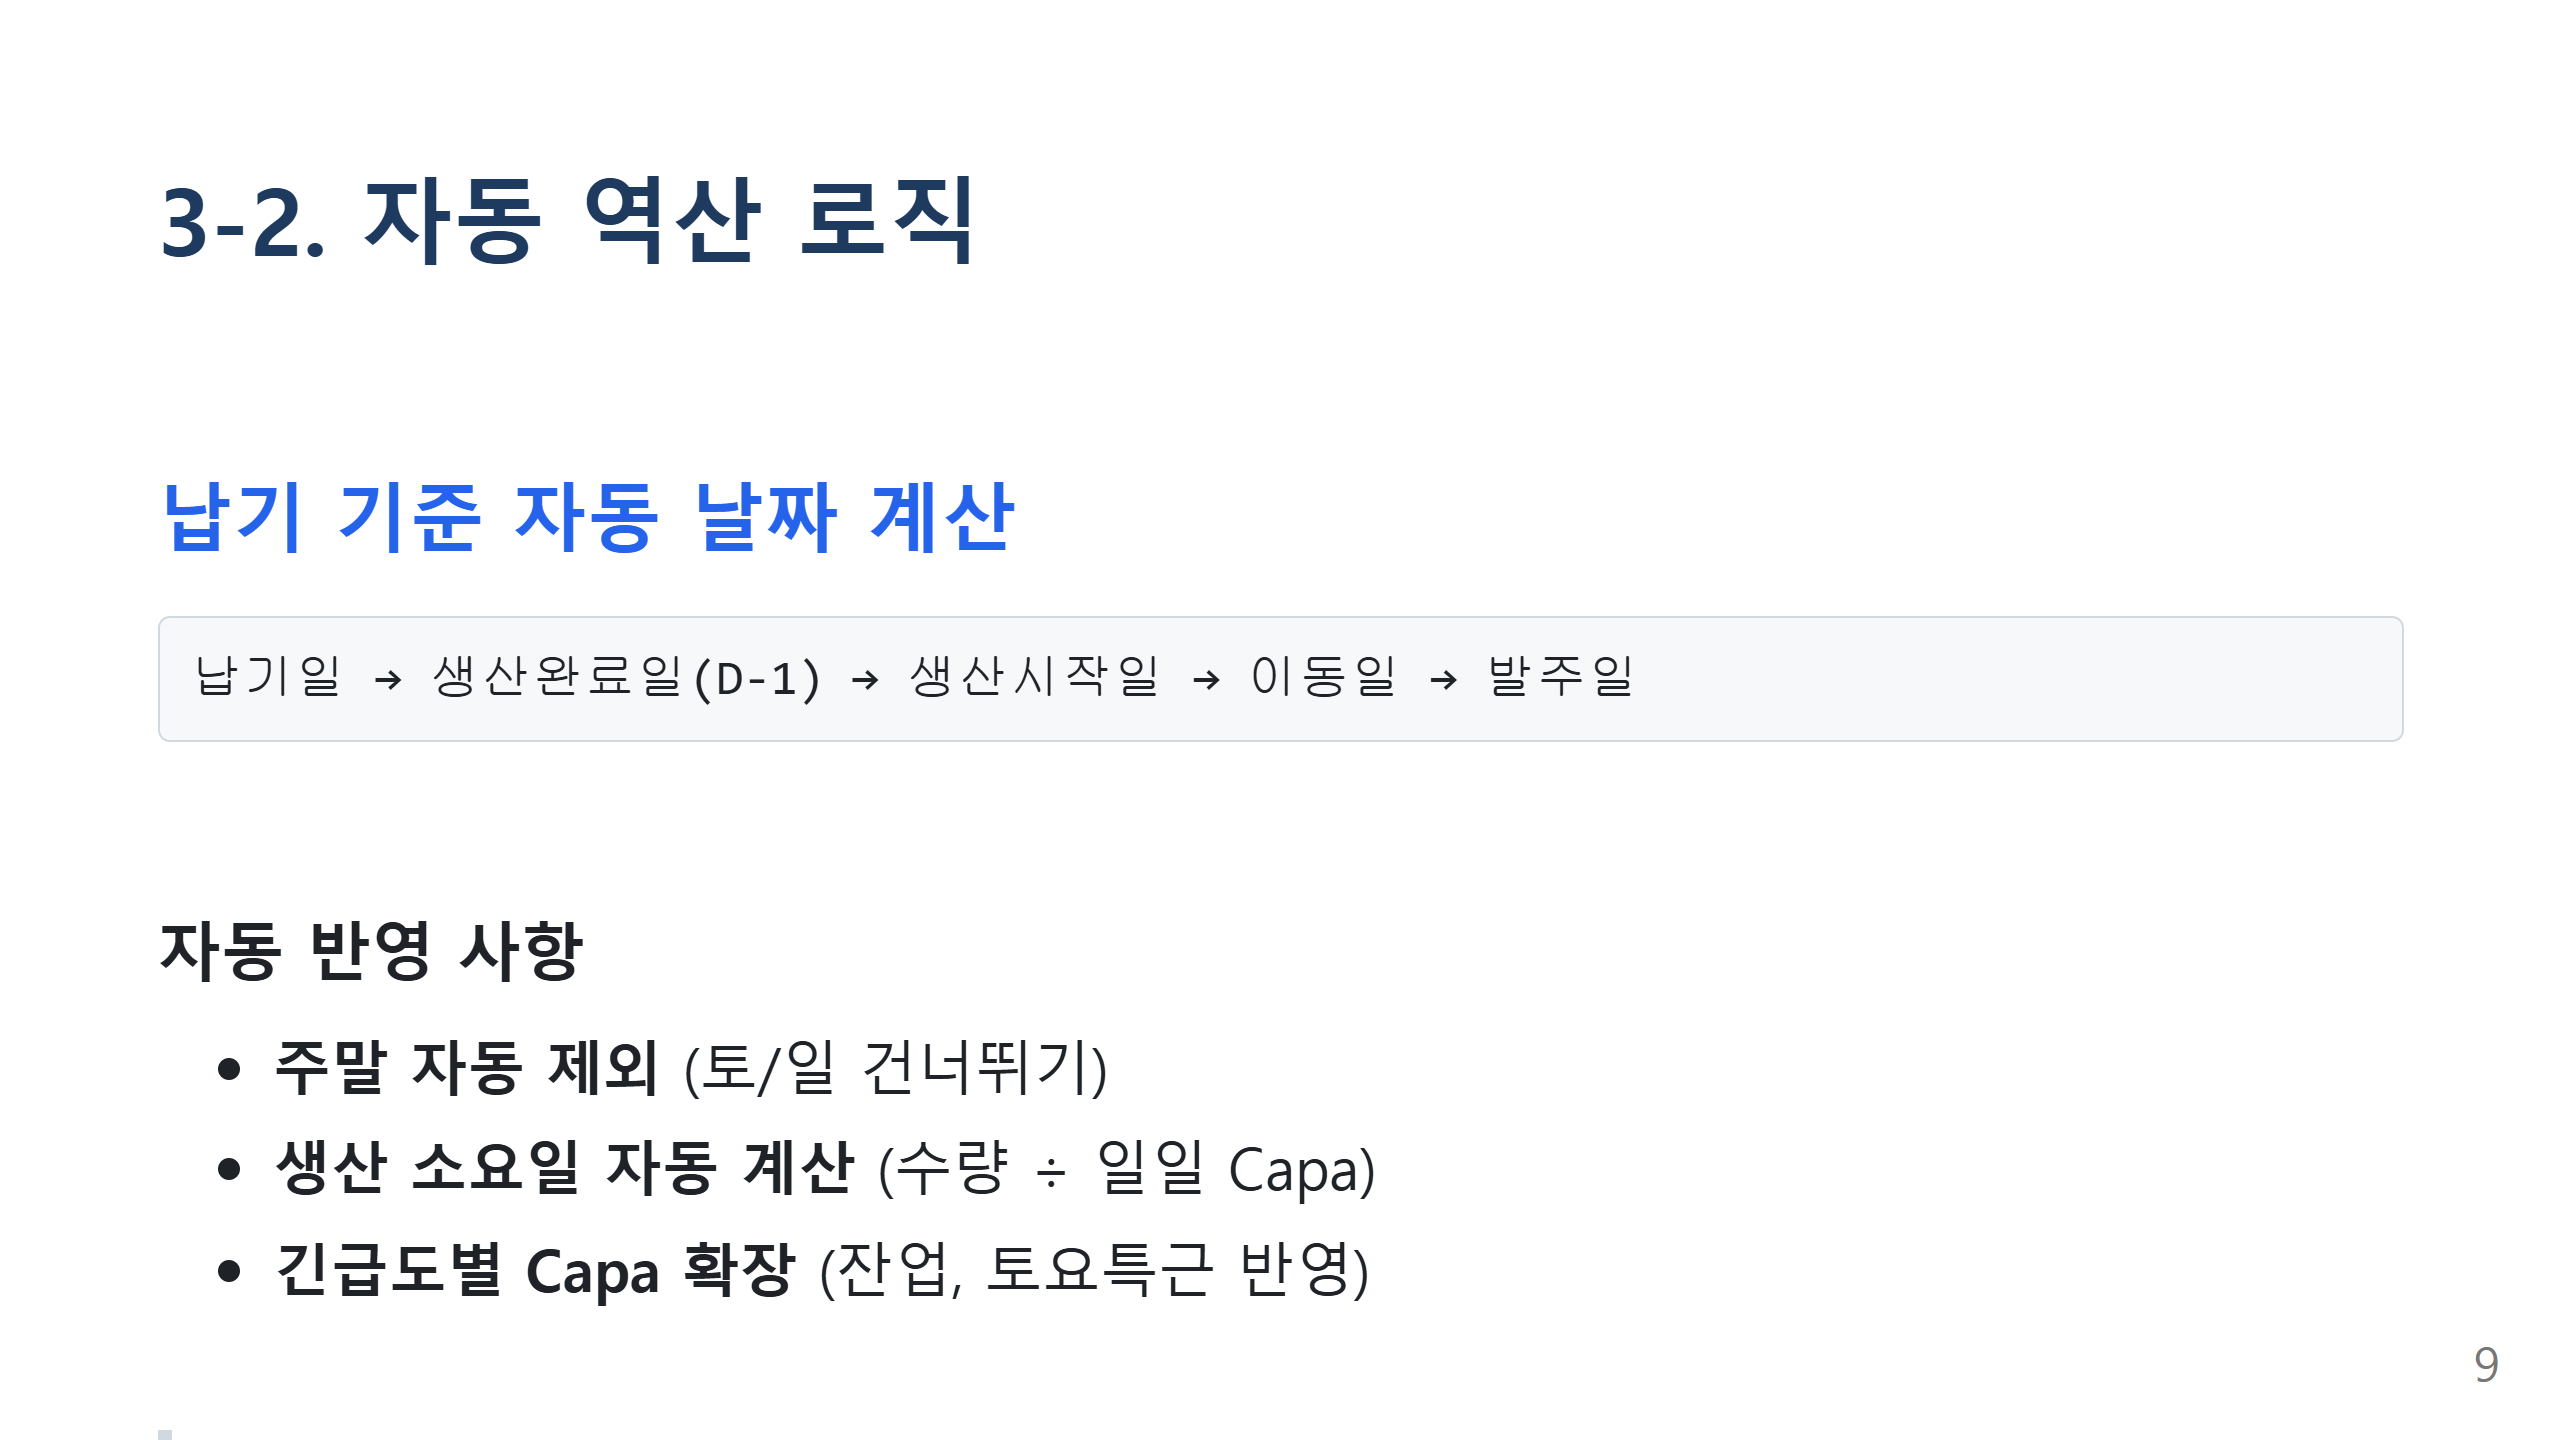 3-2. 자동 역산 로직
납기 기준 자동 날짜 계산
납기일 → 생산완료일(D-1) → 생산시작일 → 이동일 → 발주일
자동 반영 사항
• 주말 자동 제외 (토/일 건너뛰기)
• 생산 소요일 자동 계산 (수량 ÷ 일일 Capa)
• 긴급도별 Capa 확장 (잔업, 토요특근 반영)
9